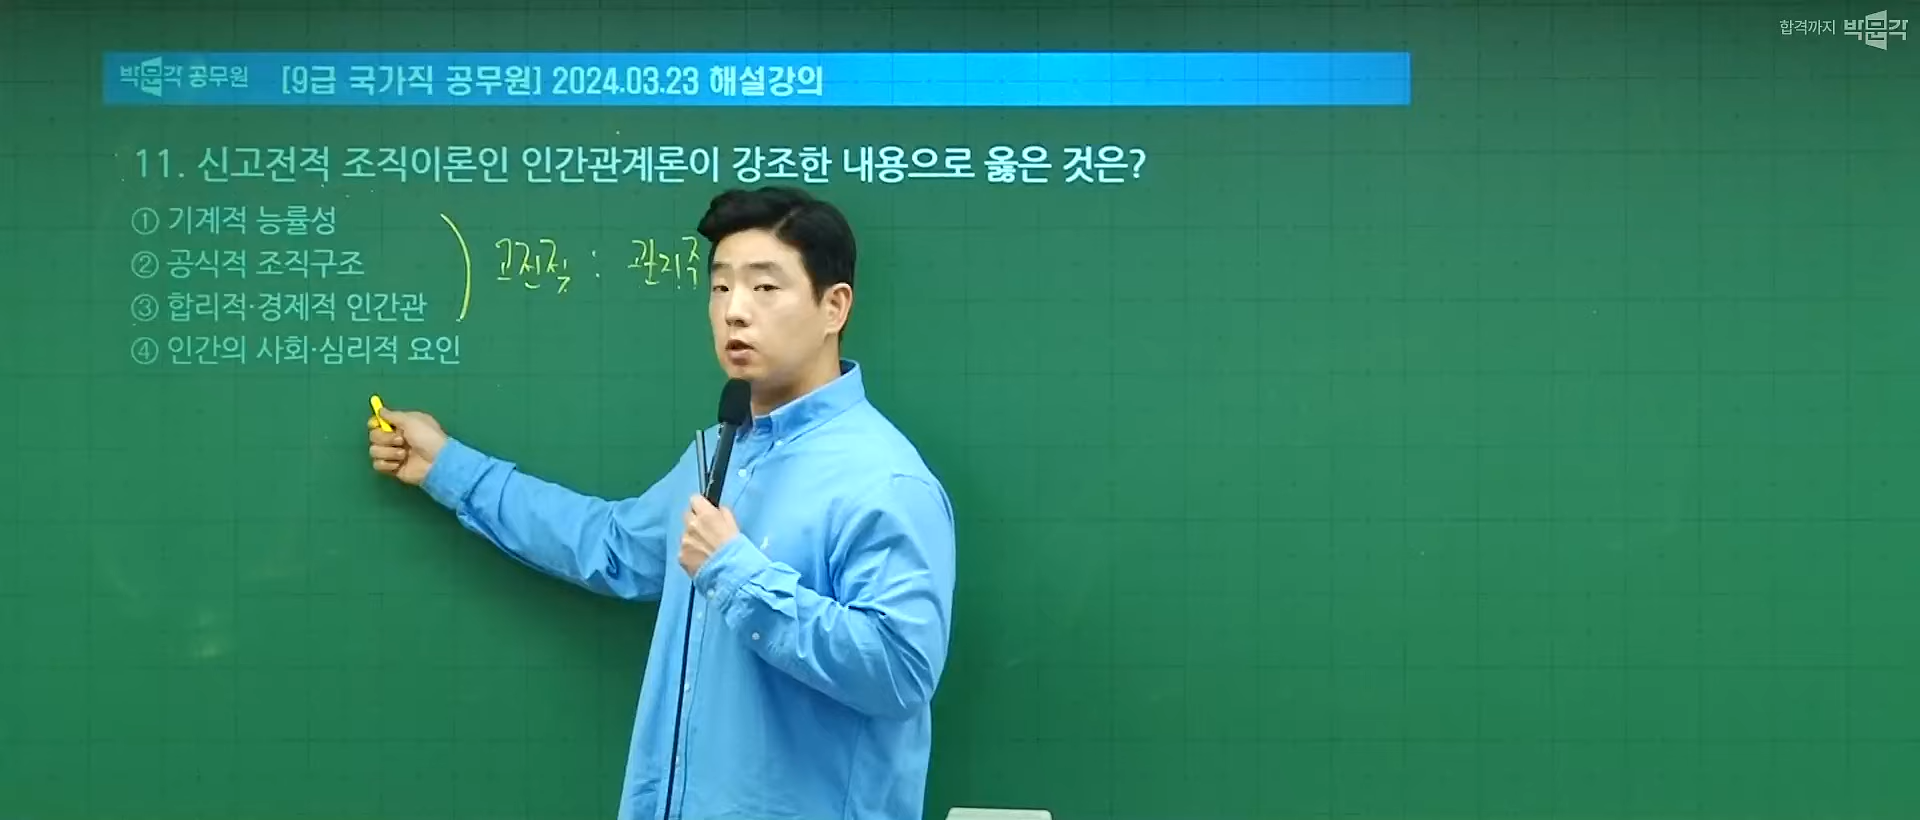 합격까지 박문각
박문각 공무원 [9급 국가직 공무원] 2024.03.23 해설강의
11. 신고전적 조직이론인 인간관계론이 강조한 내용으로 옳은 것은?
① 기계적 능률성
② 공식적 조직구조
고전적 : 관리주
③ 합리적·경제적 인간관
④ 인간의 사회·심리적 요인